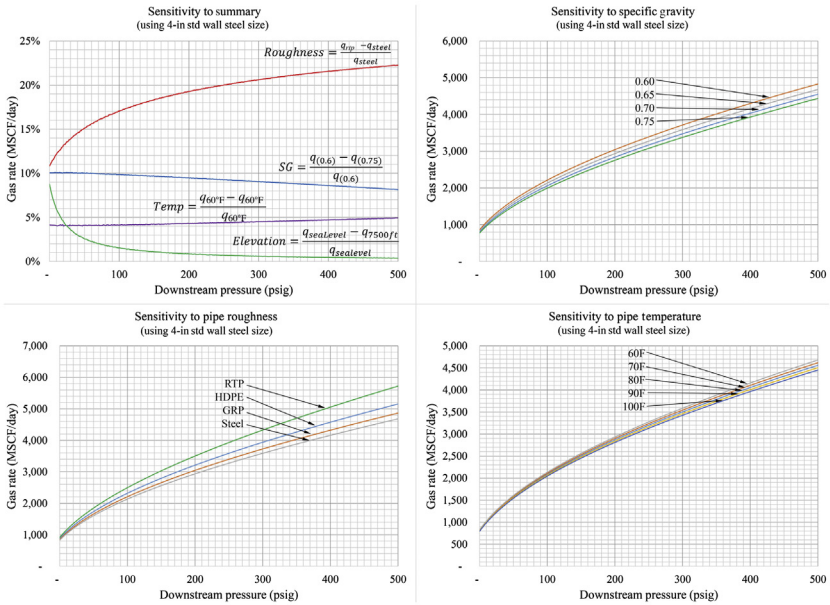 Sensitivity to summary
(using 4-in std wall steel size)
25%
20%
15%
10%
5%
0%
Gas rate (MSCF/day)
Roughness = (q_rip − q_steel) / q_steel
SG = (q_(0.6) − q_(0.75)) / q_(0.6)
Temp = (q_60°F − q_60°F) / q_60°F
Elevation = (q_seaLevel − q_7500ft) / q_sealevel
- 100 200 300 400 500
Downstream pressure (psig)
Sensitivity to specific gravity
(using 4-in std wall steel size)
6,000
5,000
4,000
3,000
2,000
1,000
-
Gas rate (MSCF/day)
0.60
0.65
0.70
0.75
- 100 200 300 400 500
Downstream pressure (psig)
Sensitivity to pipe roughness
(using 4-in std wall steel size)
7,000
6,000
5,000
4,000
3,000
2,000
1,000
-
Gas rate (MSCF/day)
RTP
HDPE
GRP
Steel
- 100 200 300 400 500
Downstream pressure (psig)
Sensitivity to pipe temperature
(using 4-in std wall steel size)
5,000
4,500
4,000
3,500
3,000
2,500
2,000
1,500
1,000
500
-
Gas rate (MSCF/day)
60F
70F
80F
90F
100F
- 100 200 300 400 500
Downstream pressure (psig)